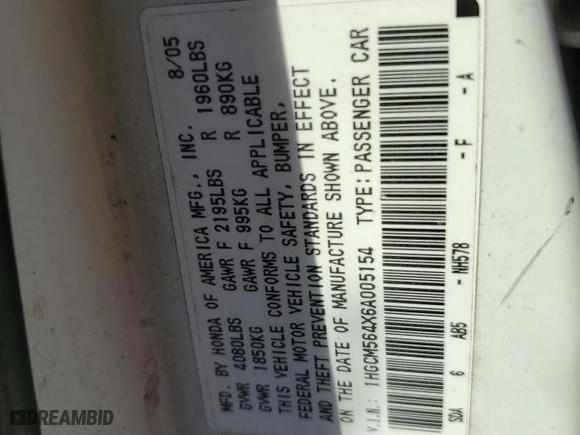 MFD. BY HONDA OF AMERICA MFG., INC. 8/05
GVWR 4080LBS GAWR F 2195LBS R 1960LBS
GVWR 1850KG GAWR F 995KG R 890KG
THIS VEHICLE CONFORMS TO ALL APPLICABLE
FEDERAL MOTOR VEHICLE SAFETY, BUMPER,
AND THEFT PREVENTION STANDARDS IN EFFECT
ON THE DATE OF MANUFACTURE SHOWN ABOVE.
V.I.N.: 1HGCM564X6A005154 TYPE: PASSENGER CAR
SDA 6 AB5 - NH578 - F - A
DREAMBID